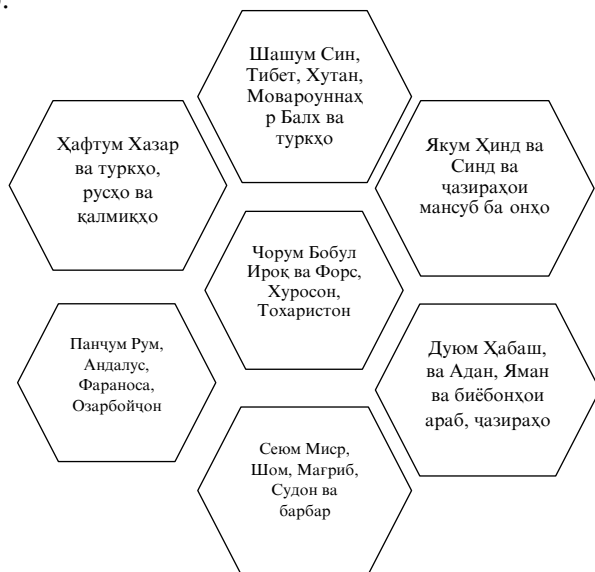 Шашум Син,
Тибет, Хутан,
Мовароуннаҳ
р Балх ва
туркҳо
Ҳафтум Хазар
ва туркҳо,
русҳо ва
қалмиқҳо
Якум Ҳинд ва
Синд ва
ҷазираҳои
мансуб ба онҳо
Чорум Бобул
Ироқ ва Форс,
Хуросон,
Тохаристон
Панҷум Рум,
Андалус,
Фараноса,
Озарбойҷон
Дуюм Ҳабаш,
ва Адан, Яман
ва биёбонҳои
араб, ҷазираҳо
Сеюм Миср,
Шом, Мағриб,
Судон ва
барбар